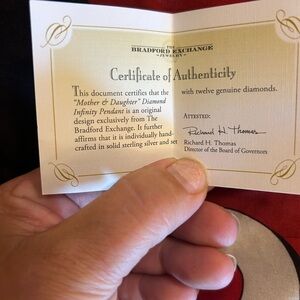 THE
BRADFORD EXCHANGE
JEWELRY
Certificate of Authenticity
This document certifies that the
"Mother & Daughter" Diamond
Infinity Pendant is an original
design exclusively from The
Bradford Exchange. It further
affirms that it is individually hand-
crafted in solid sterling silver and set
with twelve genuine diamonds.
ATTESTED:
Richard H. Thomas
Richard H. Thomas
Director of the Board of Governors